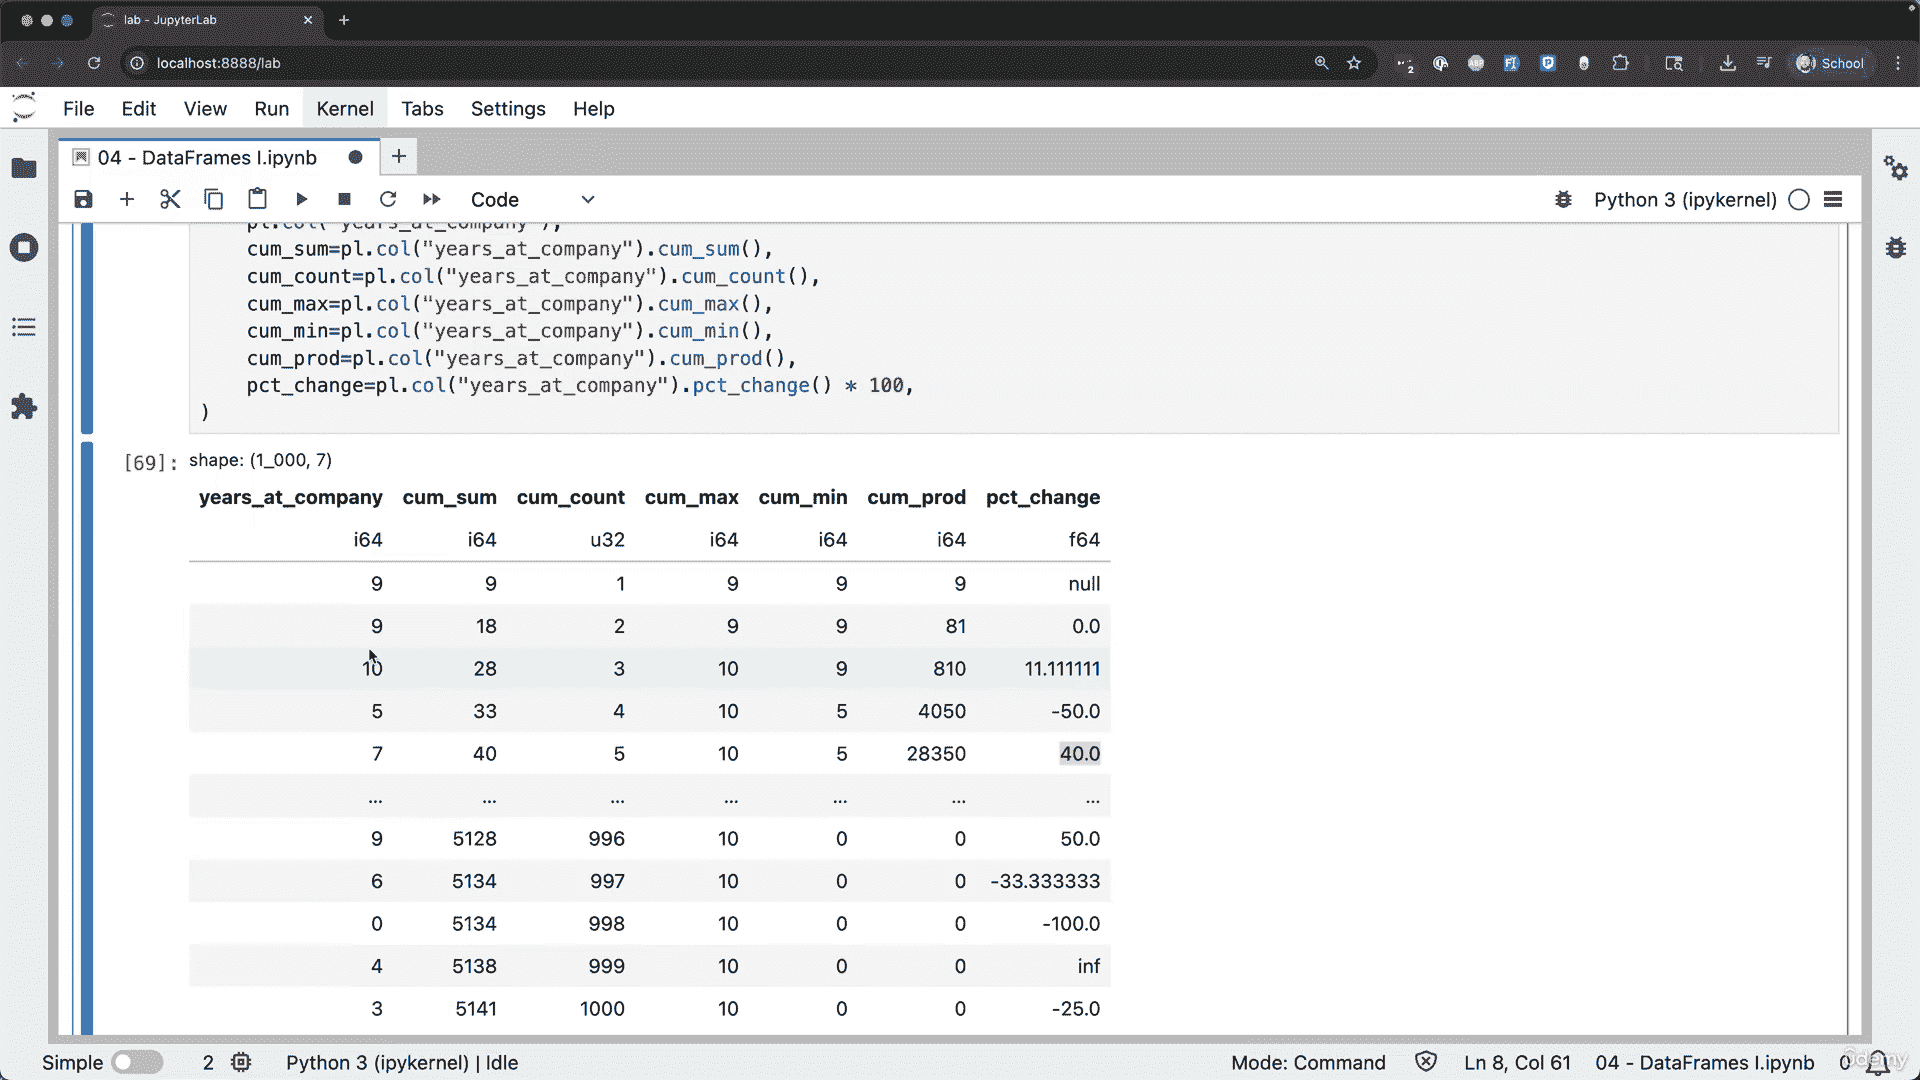 lab - JupyterLab
localhost:8888/lab
School
File Edit View Run Kernel Tabs Settings Help
04 - DataFrames I.ipynb
Code
Python 3 (ipykernel)
pl.col("years_at_company"),
cum_sum=pl.col("years_at_company").cum_sum(),
cum_count=pl.col("years_at_company").cum_count(),
cum_max=pl.col("years_at_company").cum_max(),
cum_min=pl.col("years_at_company").cum_min(),
cum_prod=pl.col("years_at_company").cum_prod(),
pct_change=pl.col("years_at_company").pct_change() * 100,
)
[69]: shape: (1_000, 7)
years_at_company cum_sum cum_count cum_max cum_min cum_prod pct_change
i64 i64 u32 i64 i64 i64 f64
9 9 1 9 9 9 null
9 18 2 9 9 81 0.0
10 28 3 10 9 810 11.111111
5 33 4 10 5 4050 -50.0
7 40 5 10 5 28350 40.0
... ... ... ... ... ... ...
9 5128 996 10 0 0 50.0
6 5134 997 10 0 0 -33.333333
0 5134 998 10 0 0 -100.0
4 5138 999 10 0 0 inf
3 5141 1000 10 0 0 -25.0
Simple 2 Python 3 (ipykernel) | Idle Mode: Command Ln 8, Col 61 04 - DataFrames I.ipynb 0
Udemy